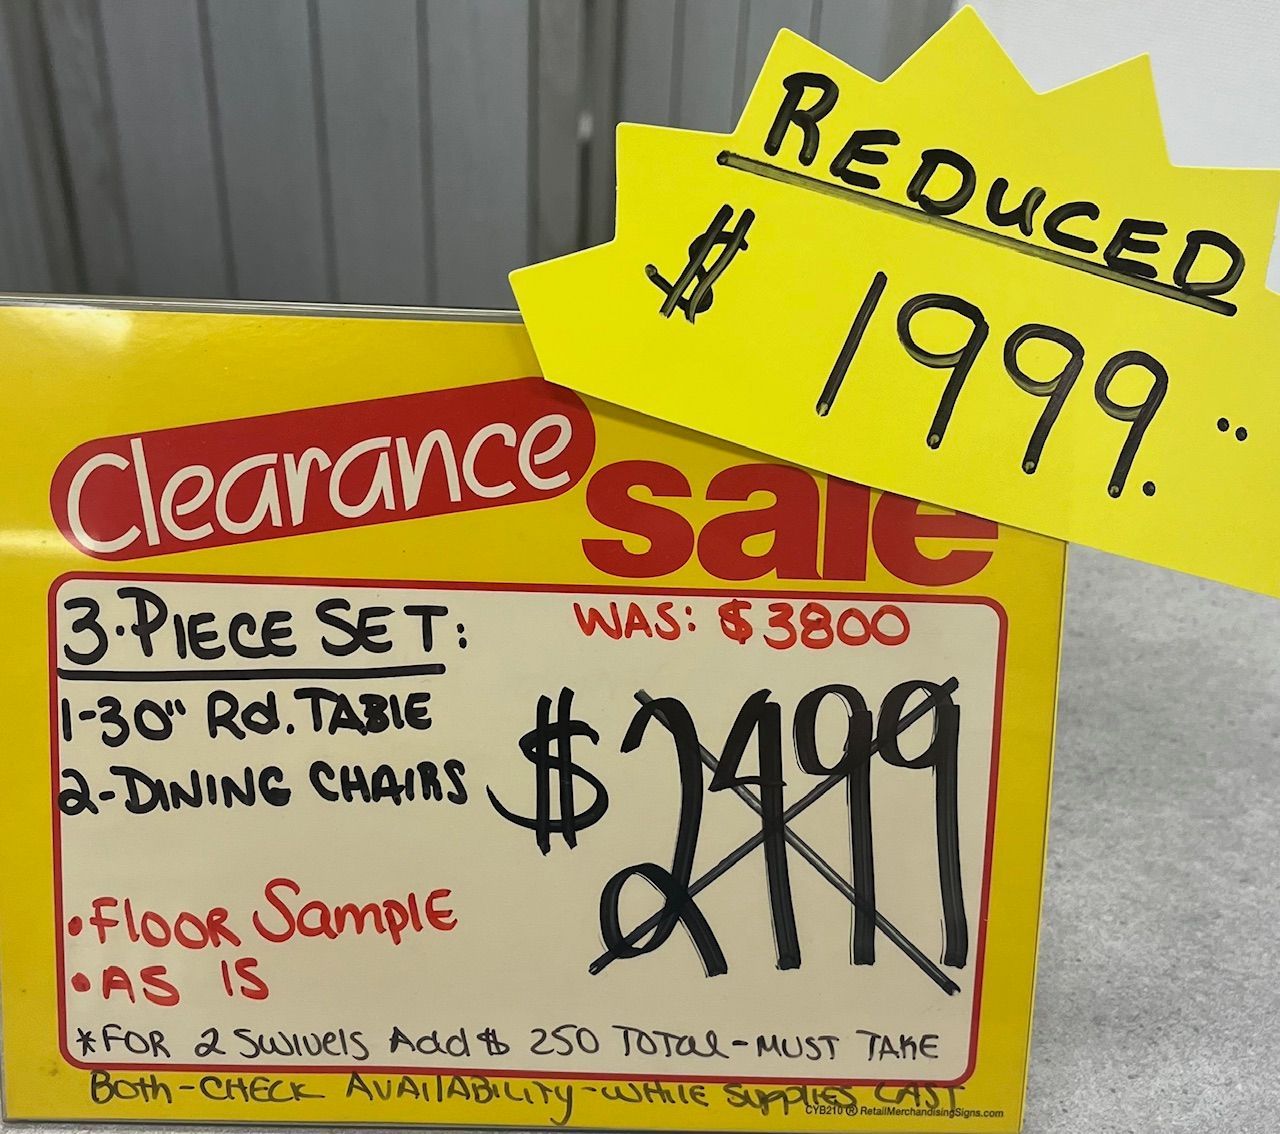 REDUCED
$ 1999.
Clearance sale
3-PIECE SET:
WAS: $3800
1-30" Rd. TABlE
$2499
2-DINING CHAIRS
•FlOOR SamplE
•AS IS
*FOR 2 SWIVElS Add $ 250 TOTal-MUST TAKE
BOTh-CHECK AVAIlABILITY-WHILE SUPPLIES LAST
CYB210 ® RetailMerchandisingSigns.com